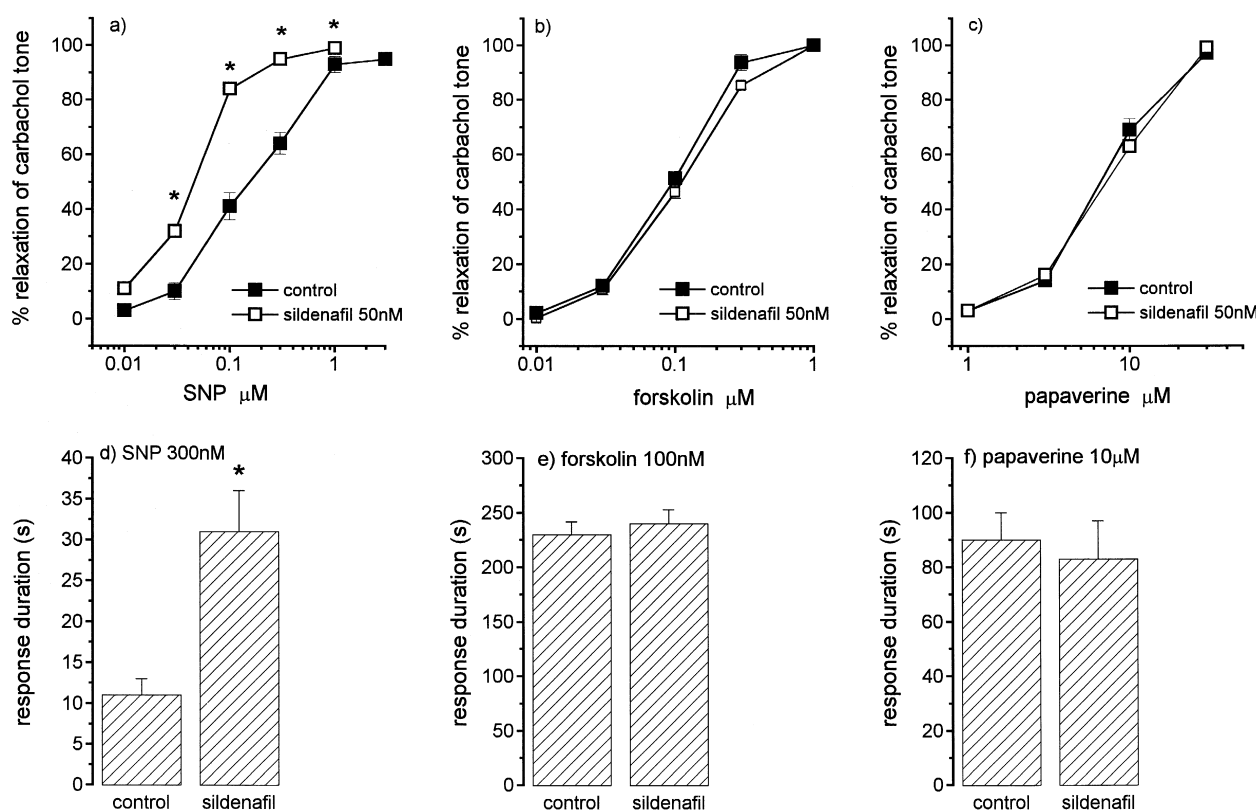 a)
% relaxation of carbachol tone
100
80
60
40
20
0
* * * * *
control
sildenafil 50nM
0.01 0.1 1
SNP μM
b)
% relaxation of carbachol tone
100
80
60
40
20
0
control
sildenafil 50nM
0.01 0.1 1
forskolin μM
c)
% relaxation of carbachol tone
100
80
60
40
20
0
control
sildenafil 50nM
1 10
papaverine μM
d) SNP 300nM
response duration (s)
40
35
30
25
20
15
10
5
0
*
control sildenafil
e) forskolin 100nM
response duration (s)
300
250
200
150
100
50
0
control sildenafil
f) papaverine 10μM
response duration (s)
120
100
80
60
40
20
0
control sildenafil